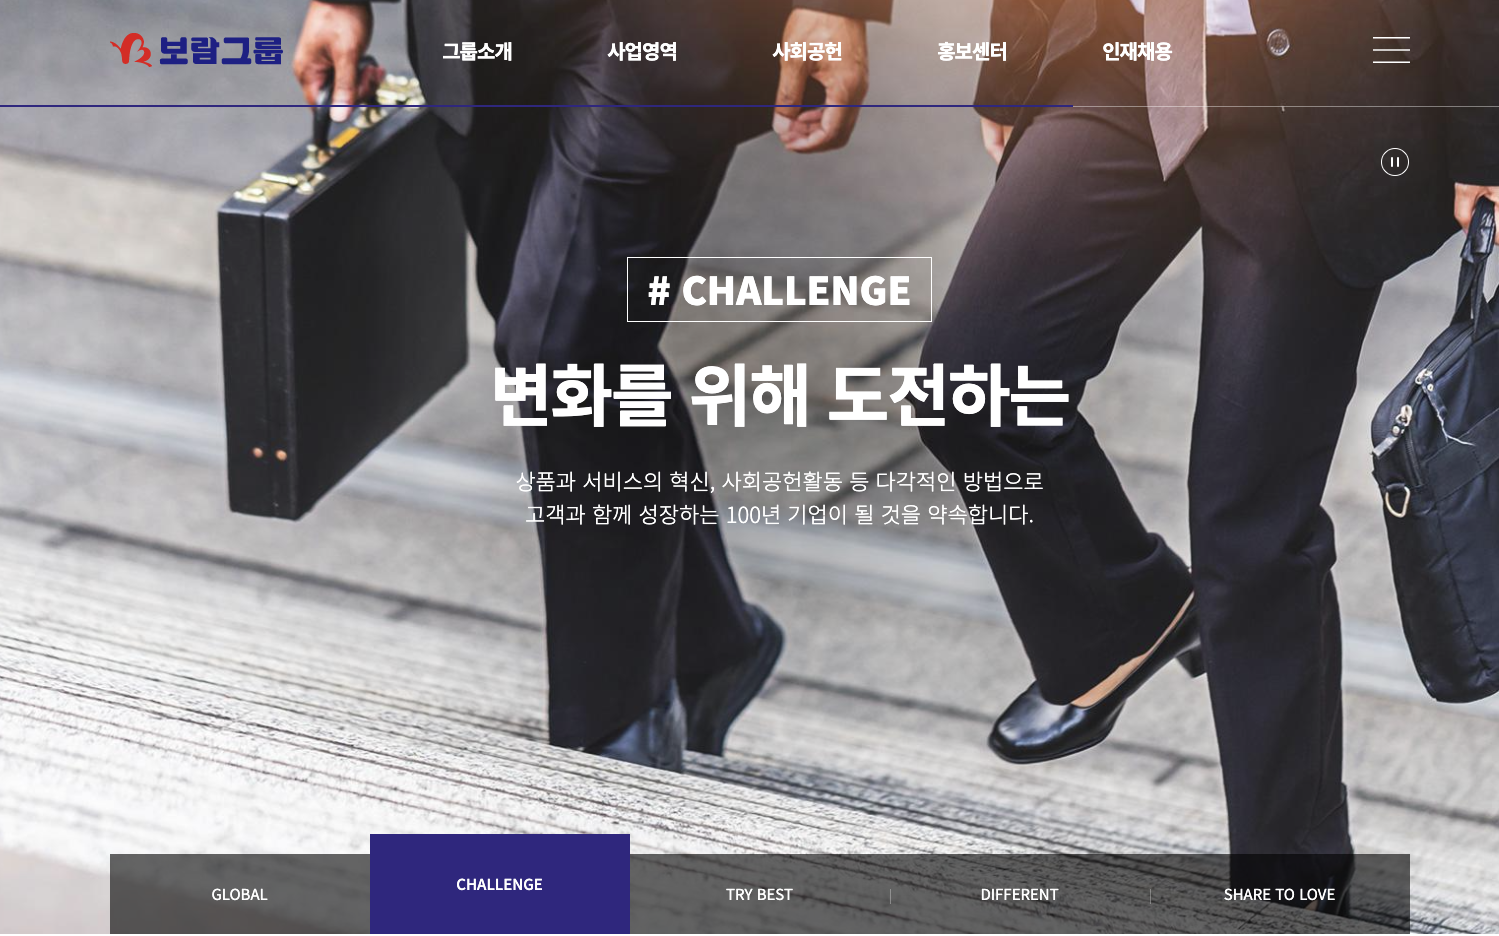 보람그룹
그룹소개
사업영역
사회공헌
홍보센터
인재채용
# CHALLENGE
변화를 위해 도전하는
상품과 서비스의 혁신, 사회공헌활동 등 다각적인 방법으로
고객과 함께 성장하는 100년 기업이 될 것을 약속합니다.
GLOBAL
CHALLENGE
TRY BEST
DIFFERENT
SHARE TO LOVE